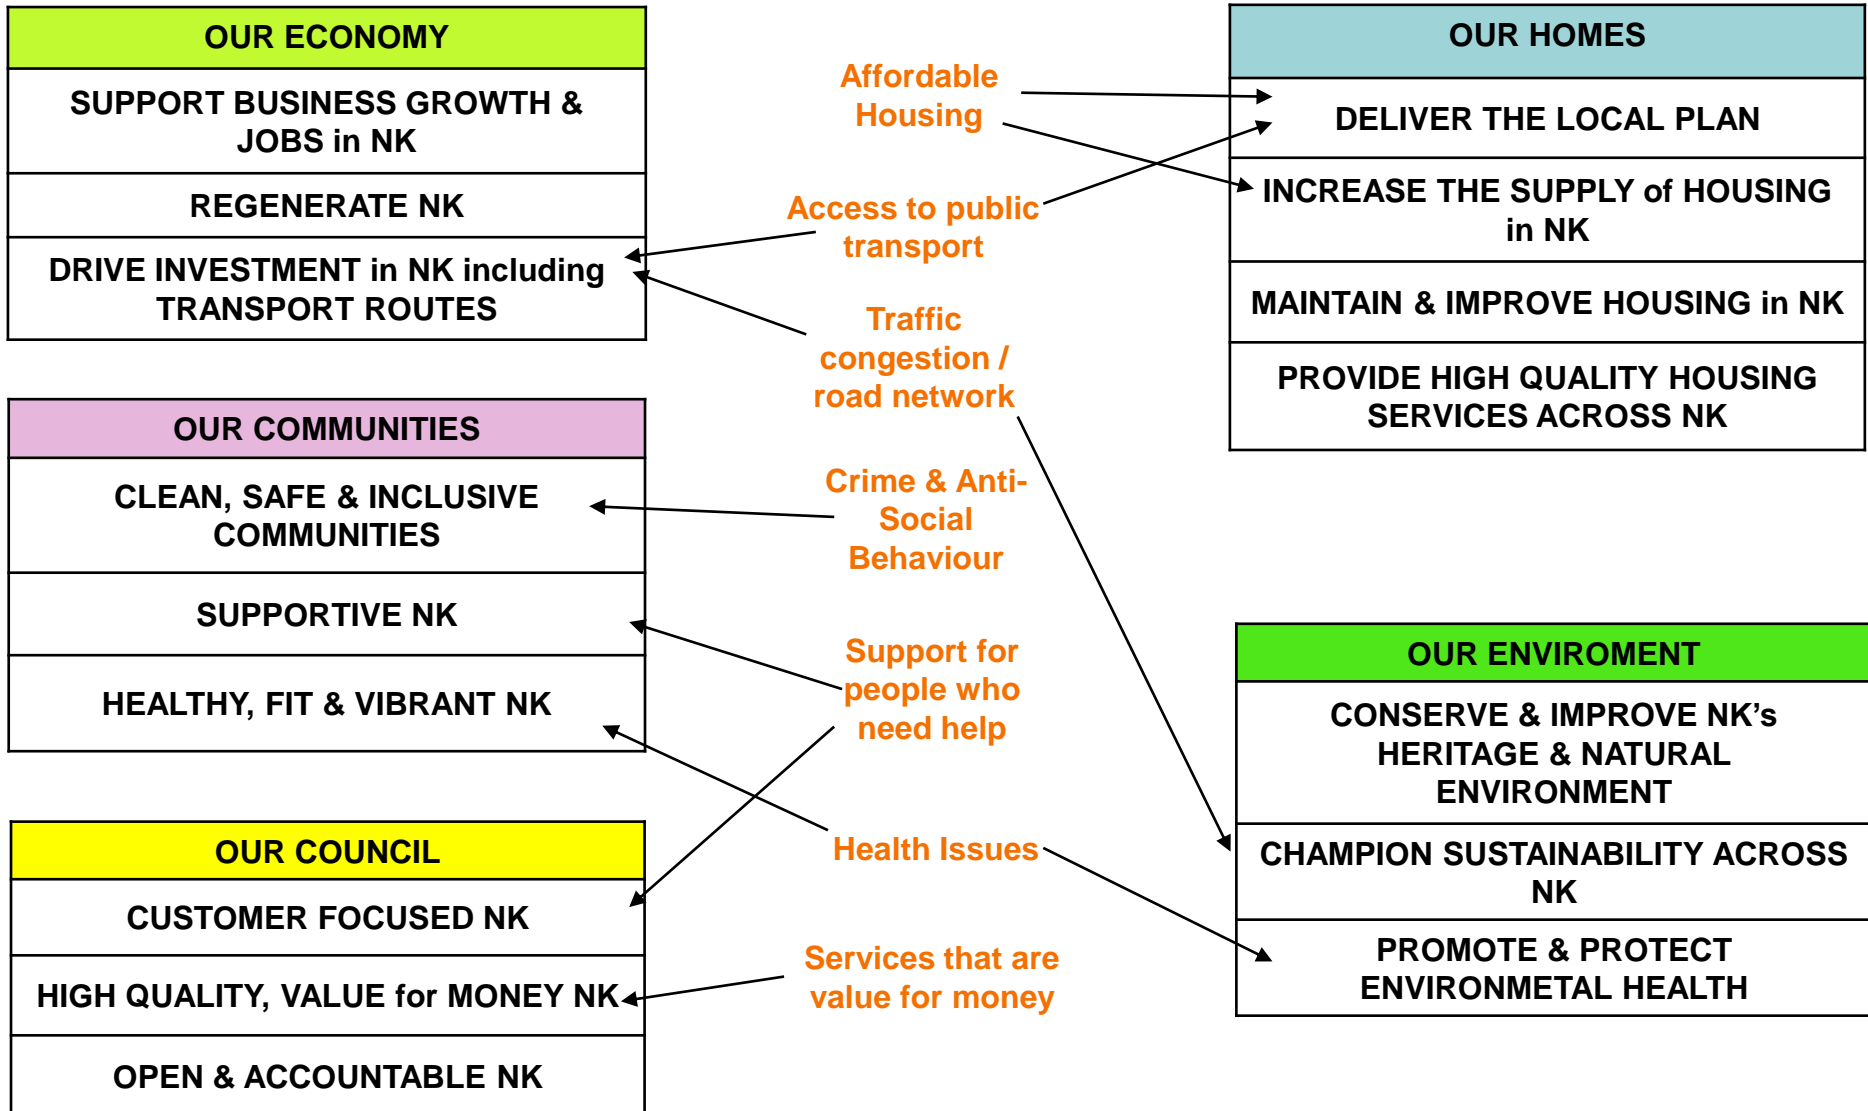 OUR ECONOMY
SUPPORT BUSINESS GROWTH &
JOBS in NK
REGENERATE NK
DRIVE INVESTMENT in NK including
TRANSPORT ROUTES
OUR COMMUNITIES
CLEAN, SAFE & INCLUSIVE
COMMUNITIES
SUPPORTIVE NK
HEALTHY, FIT & VIBRANT NK
OUR COUNCIL
CUSTOMER FOCUSED NK
HIGH QUALITY, VALUE for MONEY NK
OPEN & ACCOUNTABLE NK
Affordable
Housing
Access to public
transport
Traffic
congestion /
road network
Crime & Anti-
Social
Behaviour
Support for
people who
need help
Health Issues
Services that are
value for money
OUR HOMES
DELIVER THE LOCAL PLAN
INCREASE THE SUPPLY of HOUSING
in NK
MAINTAIN & IMPROVE HOUSING in NK
PROVIDE HIGH QUALITY HOUSING
SERVICES ACROSS NK
OUR ENVIROMENT
CONSERVE & IMPROVE NK’s
HERITAGE & NATURAL
ENVIRONMENT
CHAMPION SUSTAINABILITY ACROSS
NK
PROMOTE & PROTECT
ENVIRONMETAL HEALTH